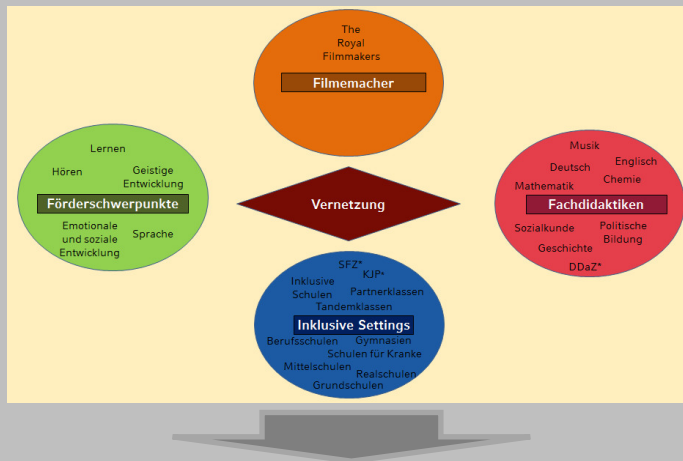 The
Royal
Filmmakers
Filmemacher
Lernen
Hören
Geistige
Entwicklung
Förderschwerpunkte
Emotionale
und soziale
Entwicklung
Sprache
Vernetzung
Musik
Deutsch
Englisch
Mathematik
Chemie
Fachdidaktiken
Sozialkunde
Politische
Bildung
Geschichte
DDaZ*
SFZ*
KJP*
Inklusive
Schulen
Partnerklassen
Tandemklassen
Inklusive Settings
Berufsschulen
Gymnasien
Schulen für Kranke
Mittelschulen
Realschulen
Grundschulen